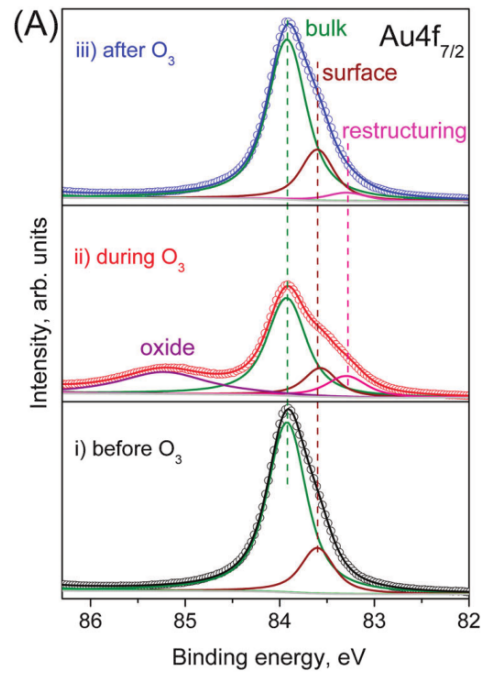 (A)
Au4f₇/₂
iii) after O₃
bulk
surface
restructuring
ii) during O₃
oxide
i) before O₃
Intensity, arb. units
86 85 84 83 82
Binding energy, eV